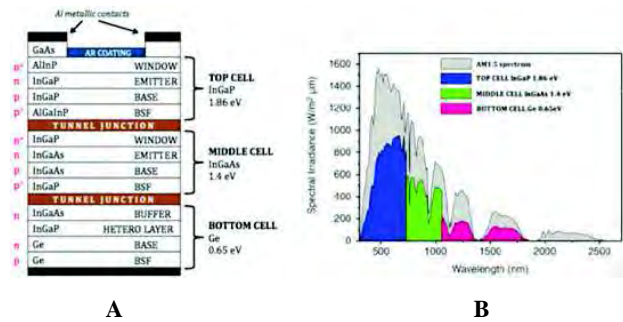 Al metallic contacts
GaAs
AR COATING
n⁺ AlInP WINDOW
n InGaP EMITTER
p InGaP BASE
p⁺ AlGaInP BSF
TOP CELL
InGaP
1.86 eV
TUNNEL JUNCTION
n⁺ InGaP WINDOW
n InGaAs EMITTER
p InGaAs BASE
p⁺ InGaP BSF
MIDDLE CELL
InGaAs
1.4 eV
TUNNEL JUNCTION
n InGaAs BUFFER
InGaP HETERO LAYER
n Ge BASE
p Ge BSF
BOTTOM CELL
Ge
0.65 eV
A
AM1.5 spectrum
TOP CELL InGaP 1.86 eV
MIDDLE CELL InGaAs 1.4 eV
BOTTOM CELL Ge 0.65eV
Spectral Irradiance (W/m² µm)
1600
1400
1200
1000
800
600
400
200
0
500 1000 1500 2000 2500
Wavelength (nm)
B